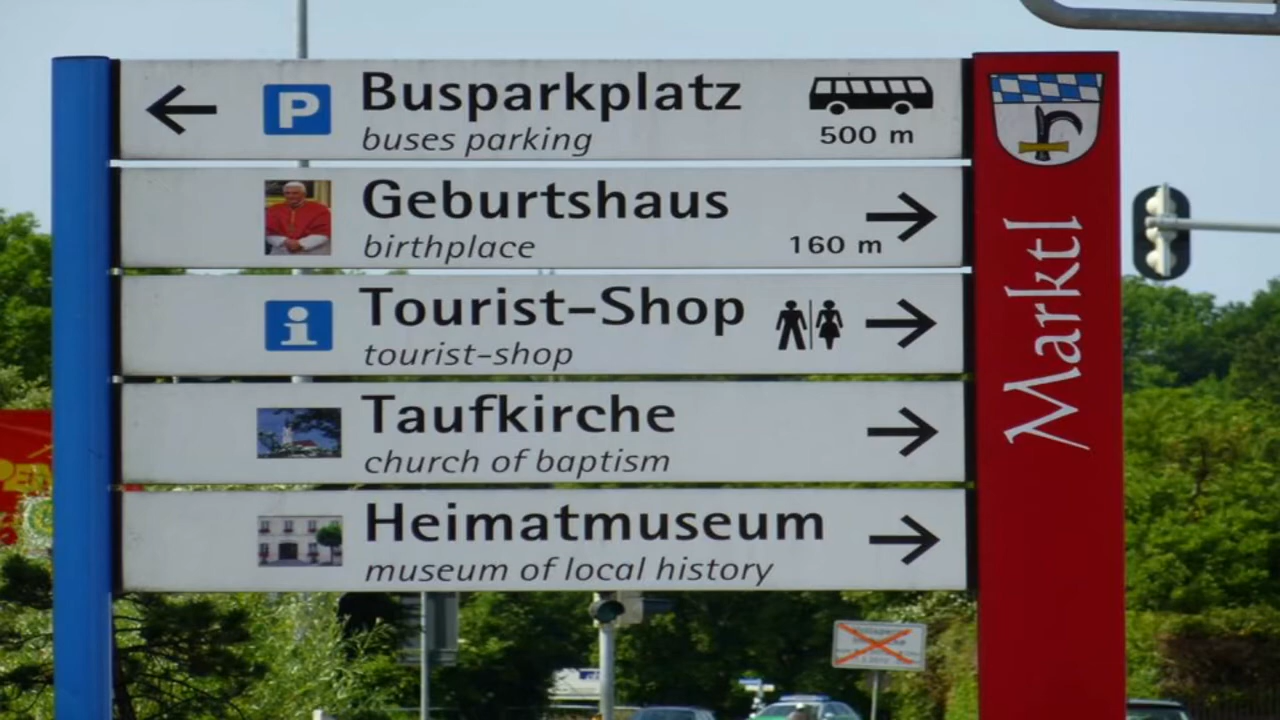 P
Busparkplatz
buses parking
500 m
Geburtshaus
birthplace
160 m
i
Tourist-Shop
tourist-shop
Taufkirche
church of baptism
Heimatmuseum
museum of local history
Marktl